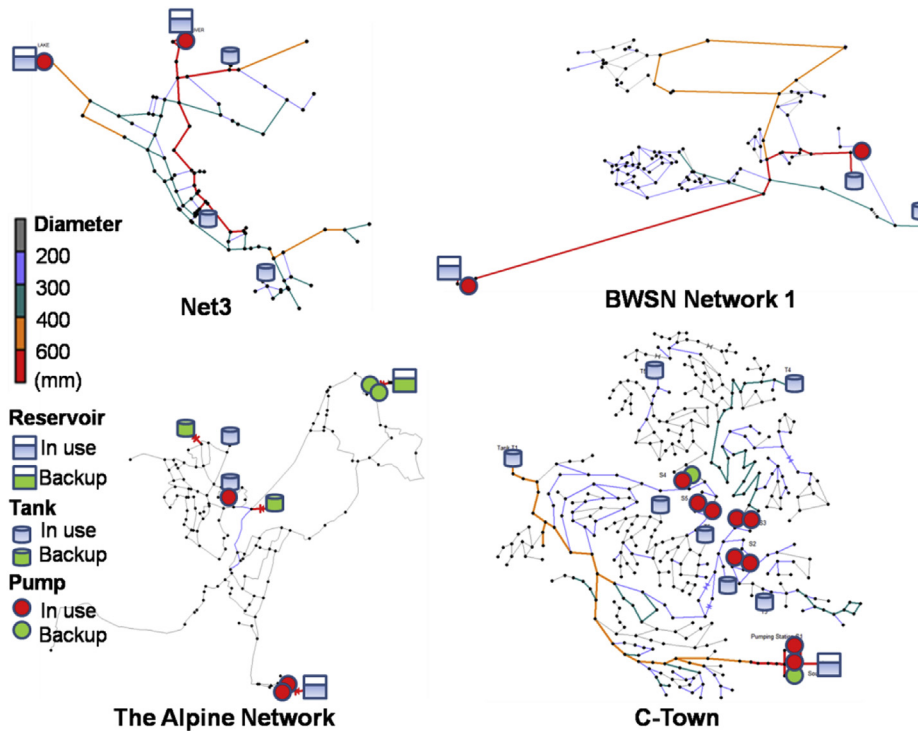 LAKE
Net3
BWSN Network 1
Diameter
200
300
400
600
(mm)
Reservoir
In use
Backup
Tank
In use
Backup
Pump
In use
Backup
The Alpine Network
T4
Tank T1
S4
S3
S2
Pumping Station S1
C-Town